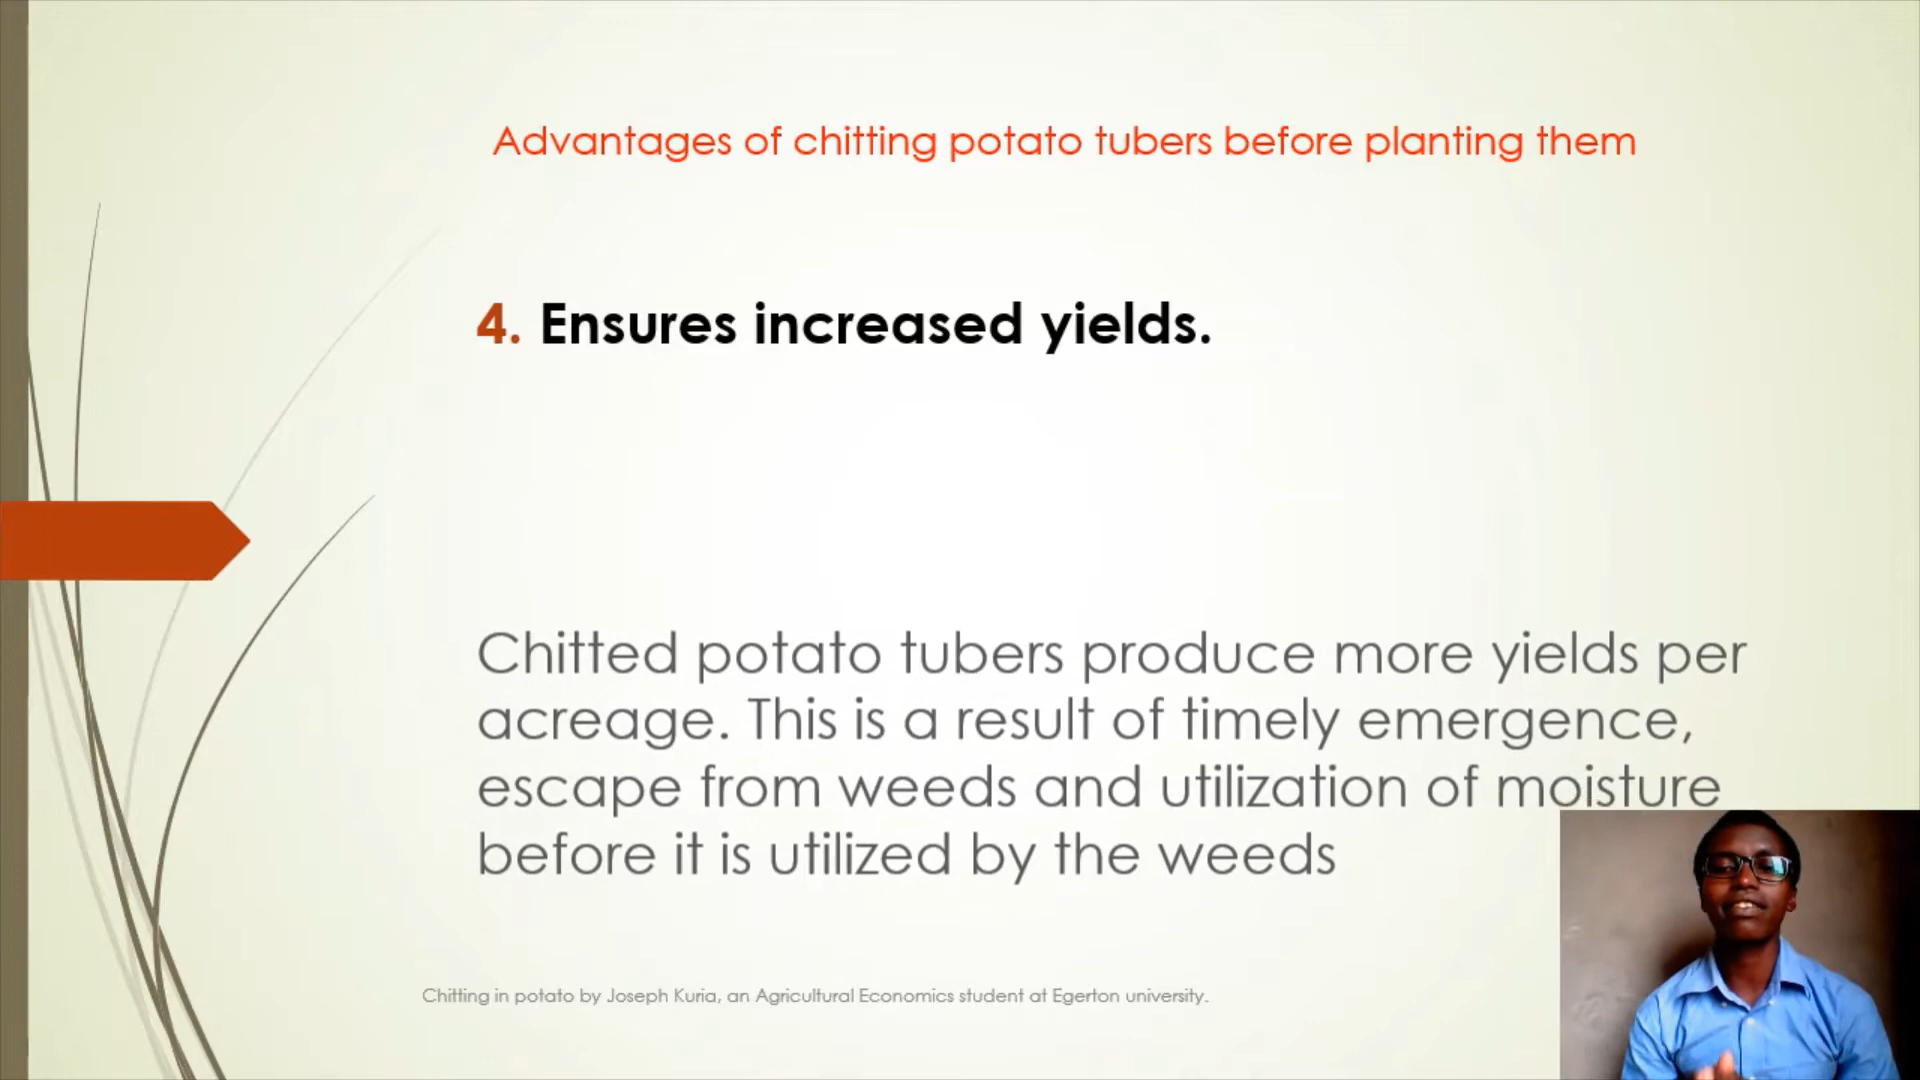 Advantages of chitting potato tubers before planting them
4. Ensures increased yields.
Chitted potato tubers produce more yields per
acreage. This is a result of timely emergence,
escape from weeds and utilization of moisture
before it is utilized by the weeds
Chitting in potato by Joseph Kuria, an Agricultural Economics student at Egerton university.